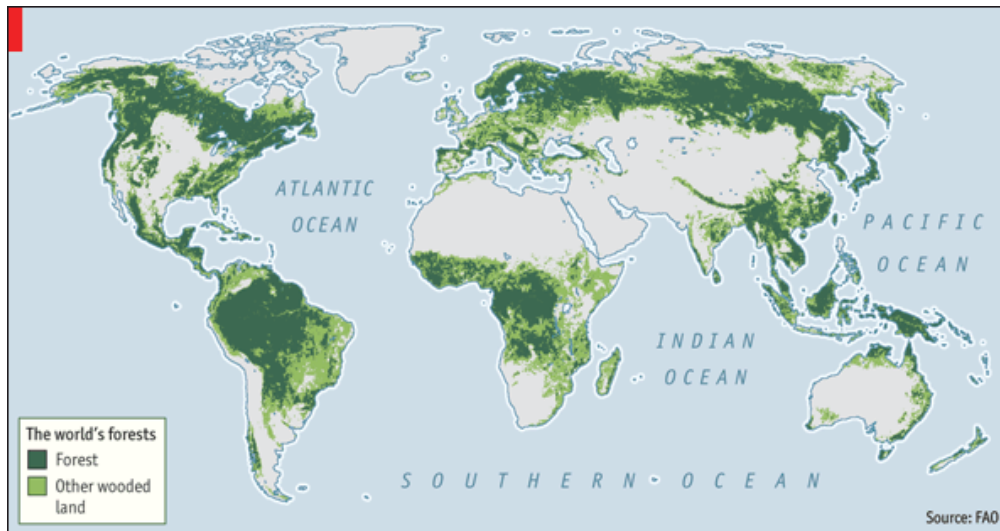 ATLANTIC
OCEAN
PACIFIC
OCEAN
INDIAN
OCEAN
The world's forests
Forest
Other wooded
land
SOUTHERN OCEAN
Source: FAO